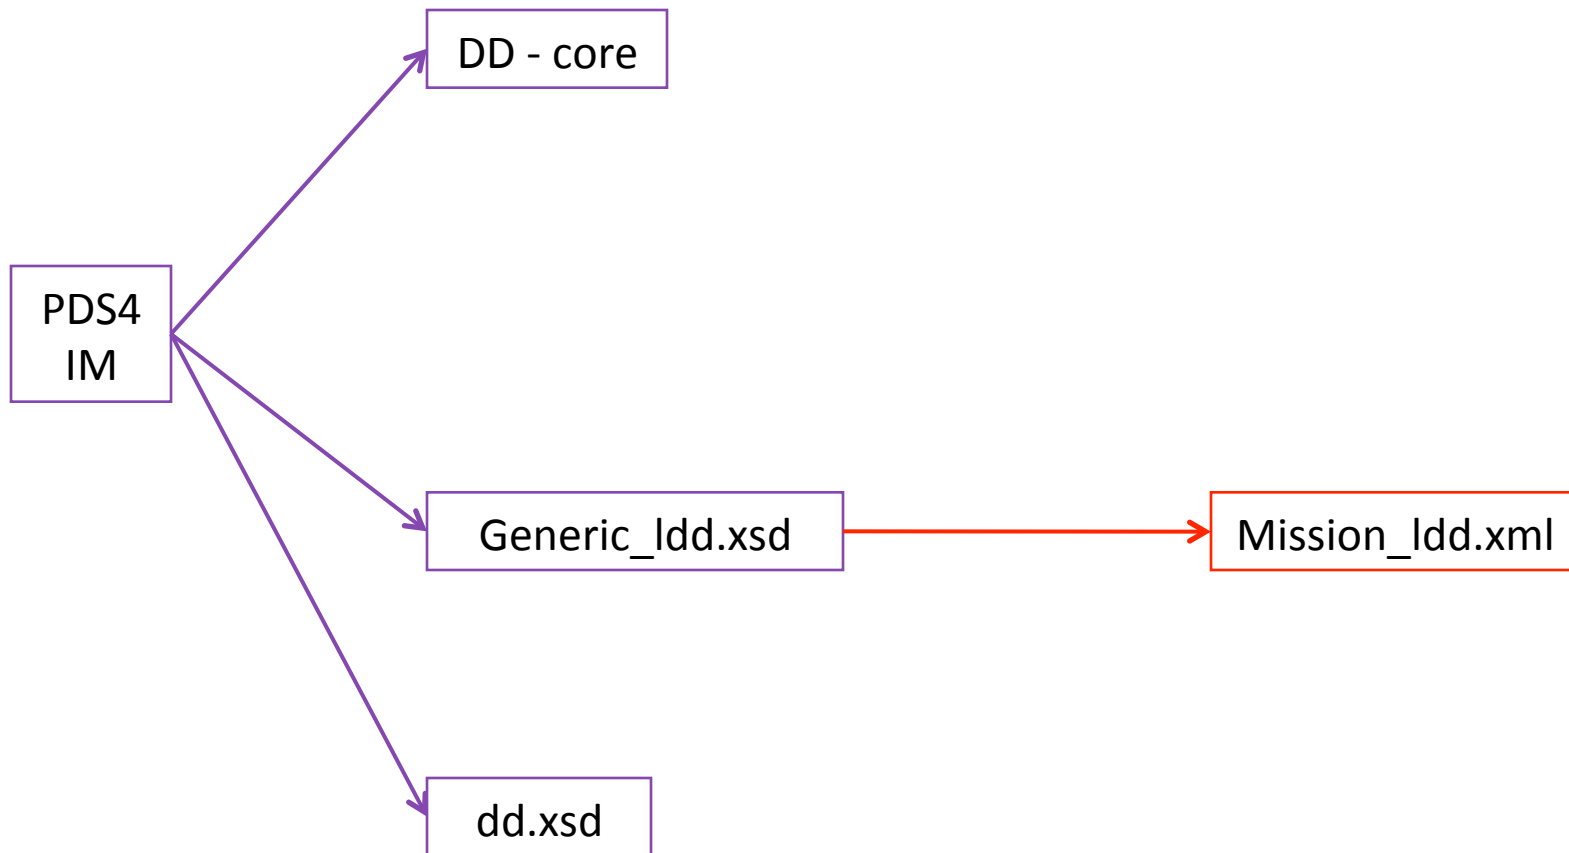 DD - core
PDS4
IM
Generic_ldd.xsd
Mission_ldd.xml
dd.xsd